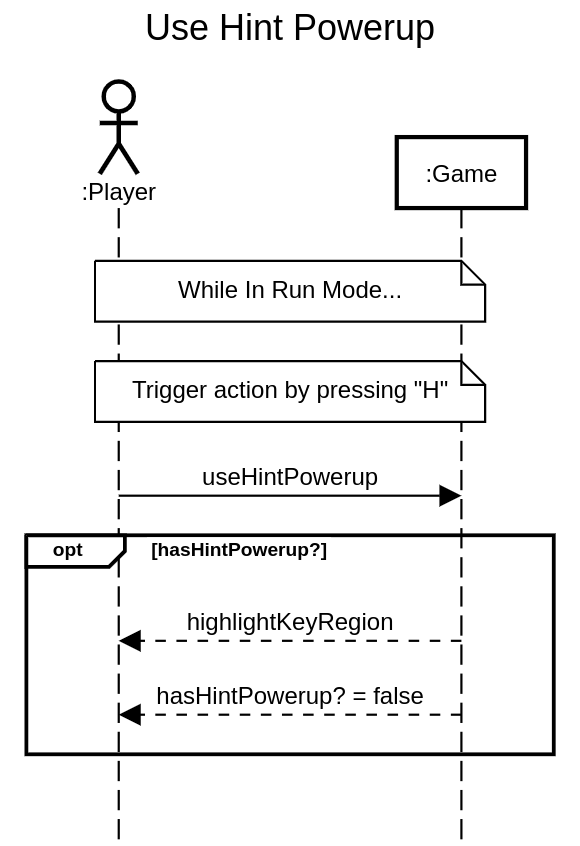 Use Hint Powerup
:Player
:Game
While In Run Mode...
Trigger action by pressing "H"
useHintPowerup
opt
[hasHintPowerup?]
highlightKeyRegion
hasHintPowerup? = false